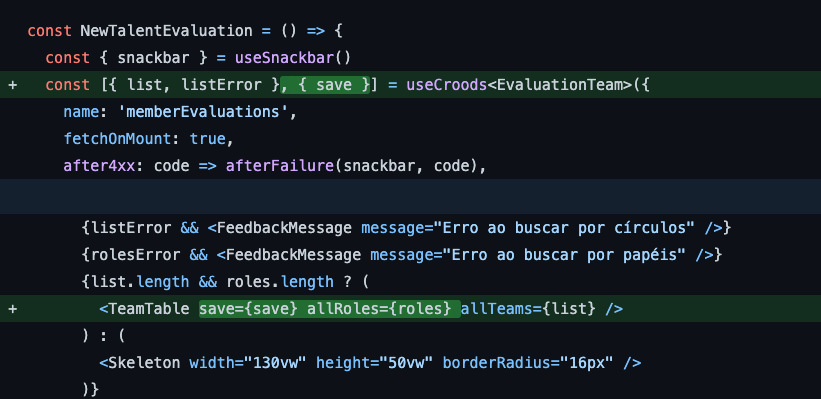 const NewTalentEvaluation = () => {
const { snackbar } = useSnackbar()
+ const [{ list, listError }, { save }] = useCroods<EvaluationTeam>({
name: 'memberEvaluations',
fetchOnMount: true,
after4xx: code => afterFailure(snackbar, code),
{listError && <FeedbackMessage message="Erro ao buscar por círculos" />}
{rolesError && <FeedbackMessage message="Erro ao buscar por papéis" />}
{list.length && roles.length ? (
+ <TeamTable save={save} allRoles={roles} allTeams={list} />
) : (
<Skeleton width="130vw" height="50vw" borderRadius="16px" />
)}